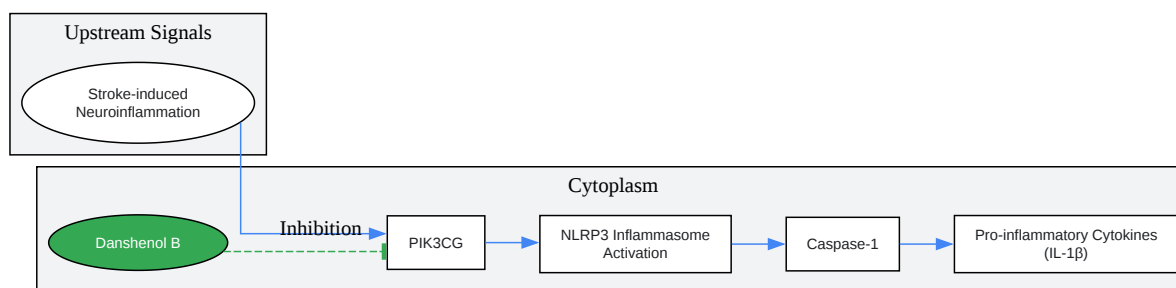 Upstream Signals
Stroke-induced
Neuroinflammation
Cytoplasm
Danshenol B
Inhibition
PIK3CG
NLRP3 Inflammasome
Activation
Caspase-1
Pro-inflammatory Cytokines
(IL-1β)